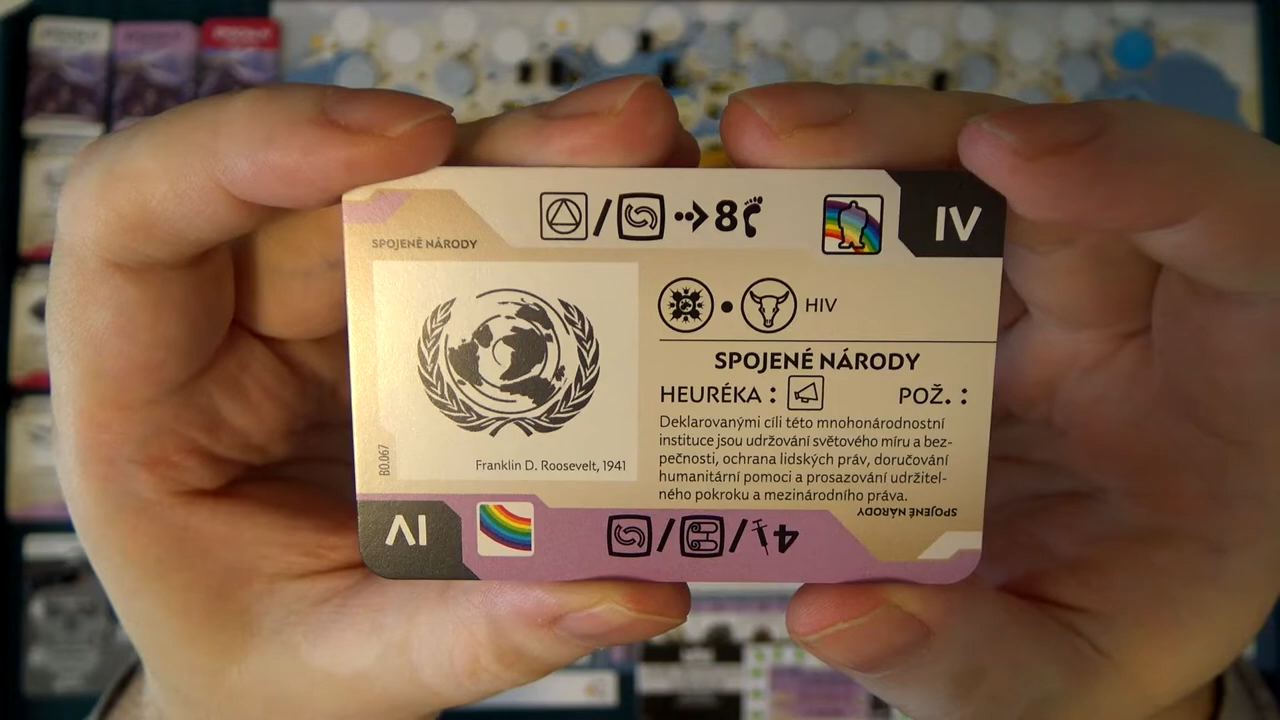 8
IV
SPOJENÉ NÁRODY
HIV
SPOJENÉ NÁRODY
HEURÉKA : POŽ. :
Deklarovanými cíli této mnohonárodnostní
instituce jsou udržování světového míru a bez-
pečnosti, ochrana lidských práv, doručování
humanitární pomoci a prosazování udržitel-
ného pokroku a mezinárodního práva.
Franklin D. Roosevelt, 1941
B0.067
SPOJENÉ NÁRODY
IV
4